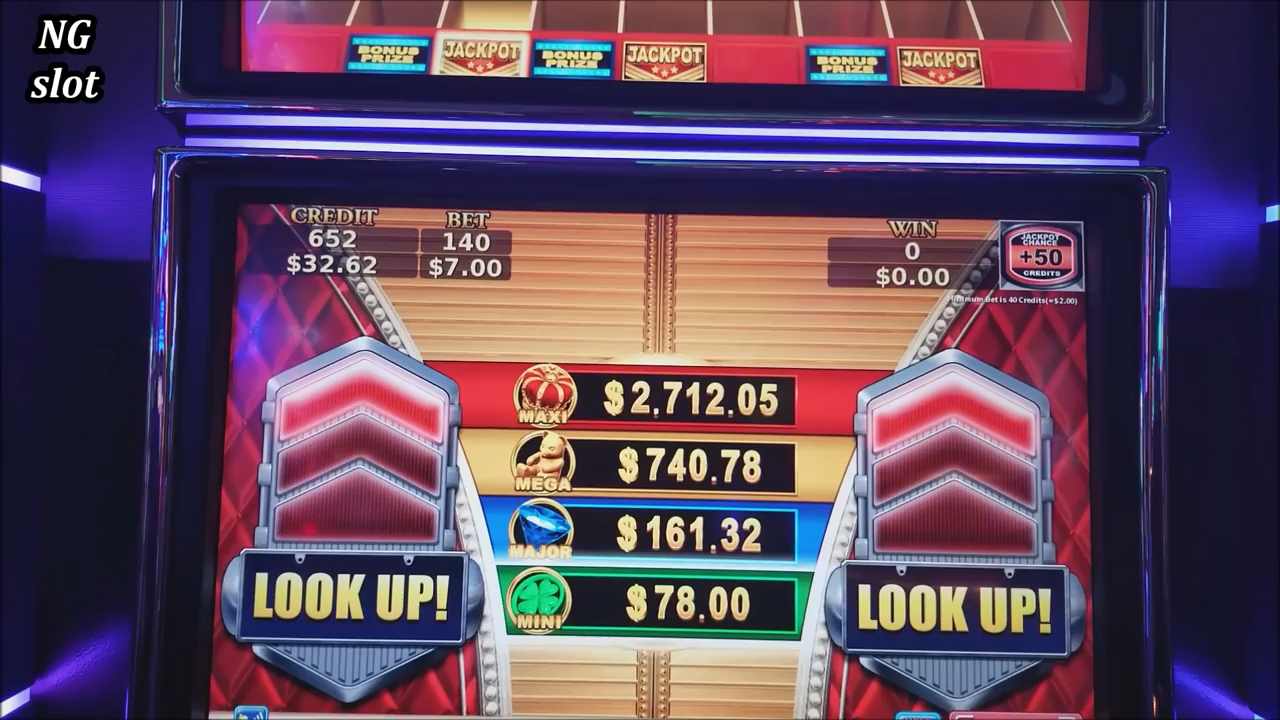 NG
slot
BONUS
PRIZE
JACKPOT
BONUS
PRIZE
JACKPOT
BONUS
PRIZE
JACKPOT
CREDIT
652
$32.62
BET
140
$7.00
WIN
0
$0.00
JACKPOT
CHANCE
+50
CREDITS
Minimum Bet is 40 Credits(=$2.00)
MAXI
$2,712.05
MEGA
$740.78
MAJOR
$161.32
MINI
$78.00
LOOK UP!
LOOK UP!